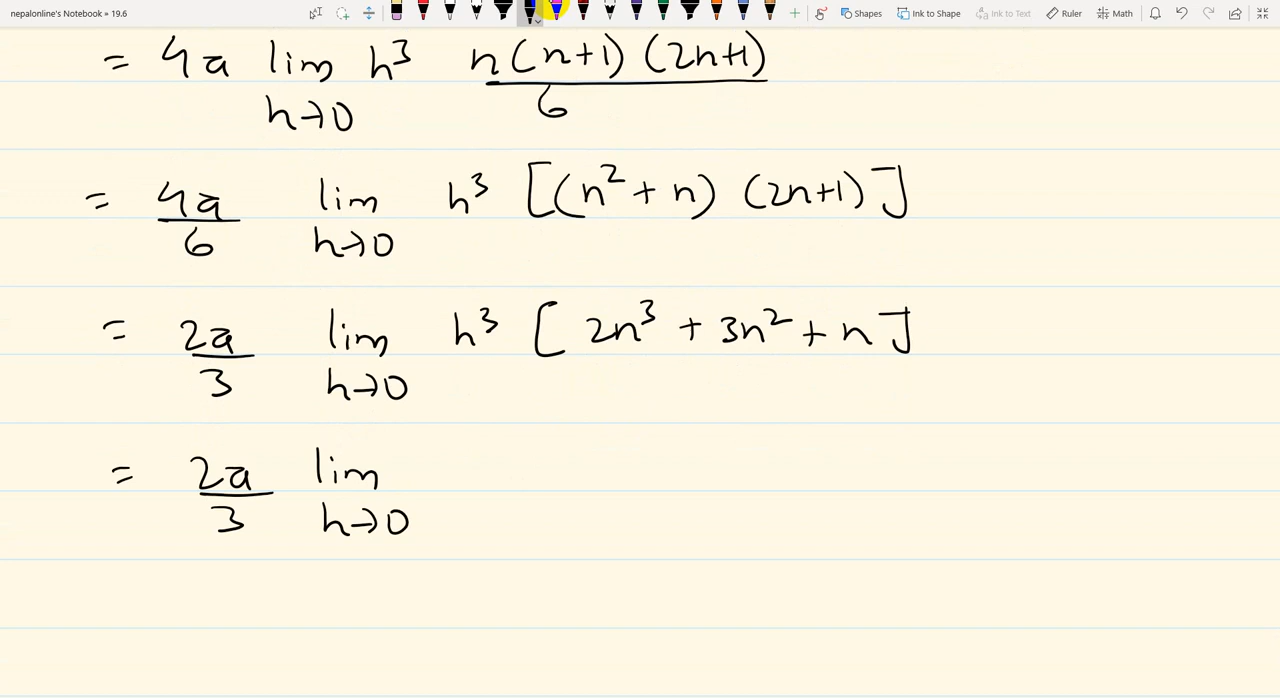 nepalonline's Notebook » 19.6 Shapes Ink to Shape Ink to Text Ruler Math
= 4a lim h→0 h³ n(n+1)(2n+1)/6
= 4a/6 lim h→0 h³ [(n²+n) (2n+1)]
= 2a/3 lim h→0 h³ [2n³ + 3n² + n]
= 2a/3 lim h→0